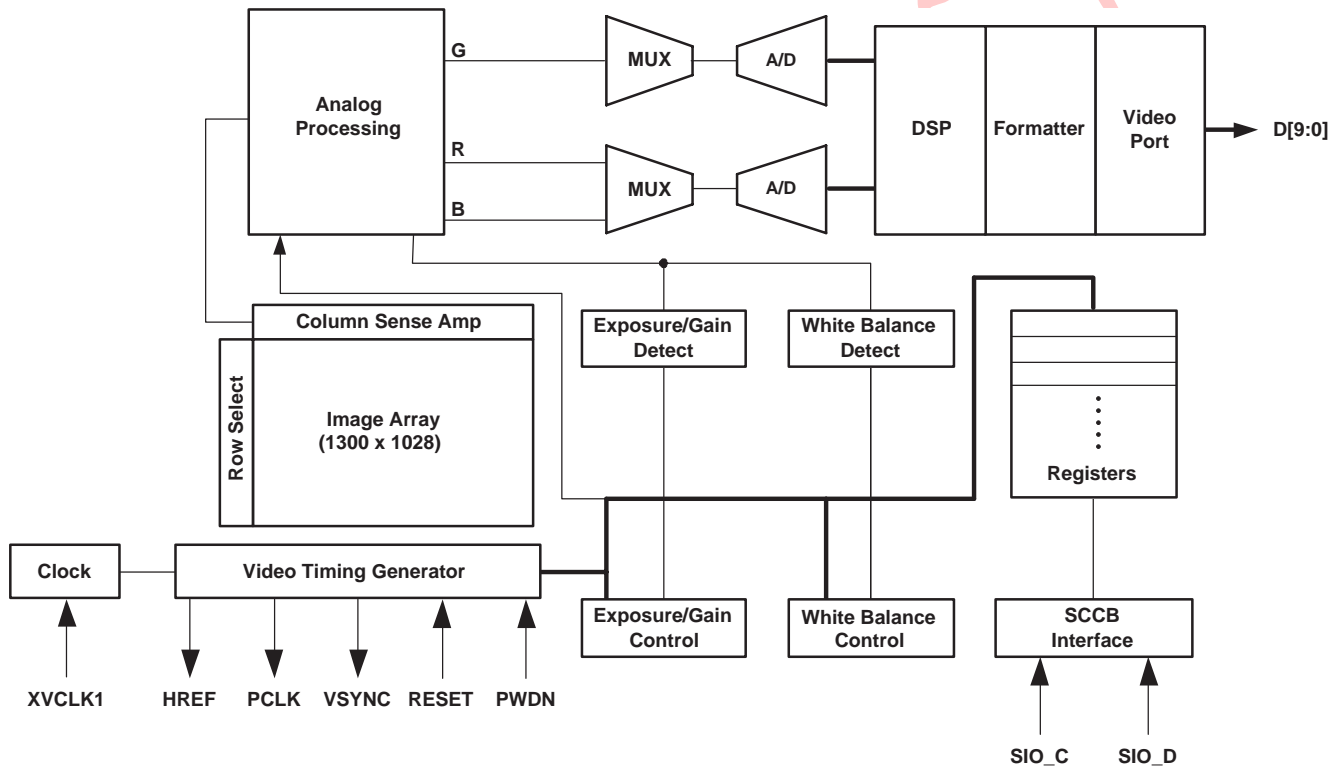 G
MUX
A/D
Analog
Processing
DSP
Formatter
Video
Port
D[9:0]
R
MUX
A/D
B
Column Sense Amp
Exposure/Gain
Detect
White Balance
Detect
Row Select
Image Array
(1300 x 1028)
Registers
Clock
Video Timing Generator
Exposure/Gain
Control
White Balance
Control
SCCB
Interface
XVCLK1
HREF
PCLK
VSYNC
RESET
PWDN
SIO_C
SIO_D